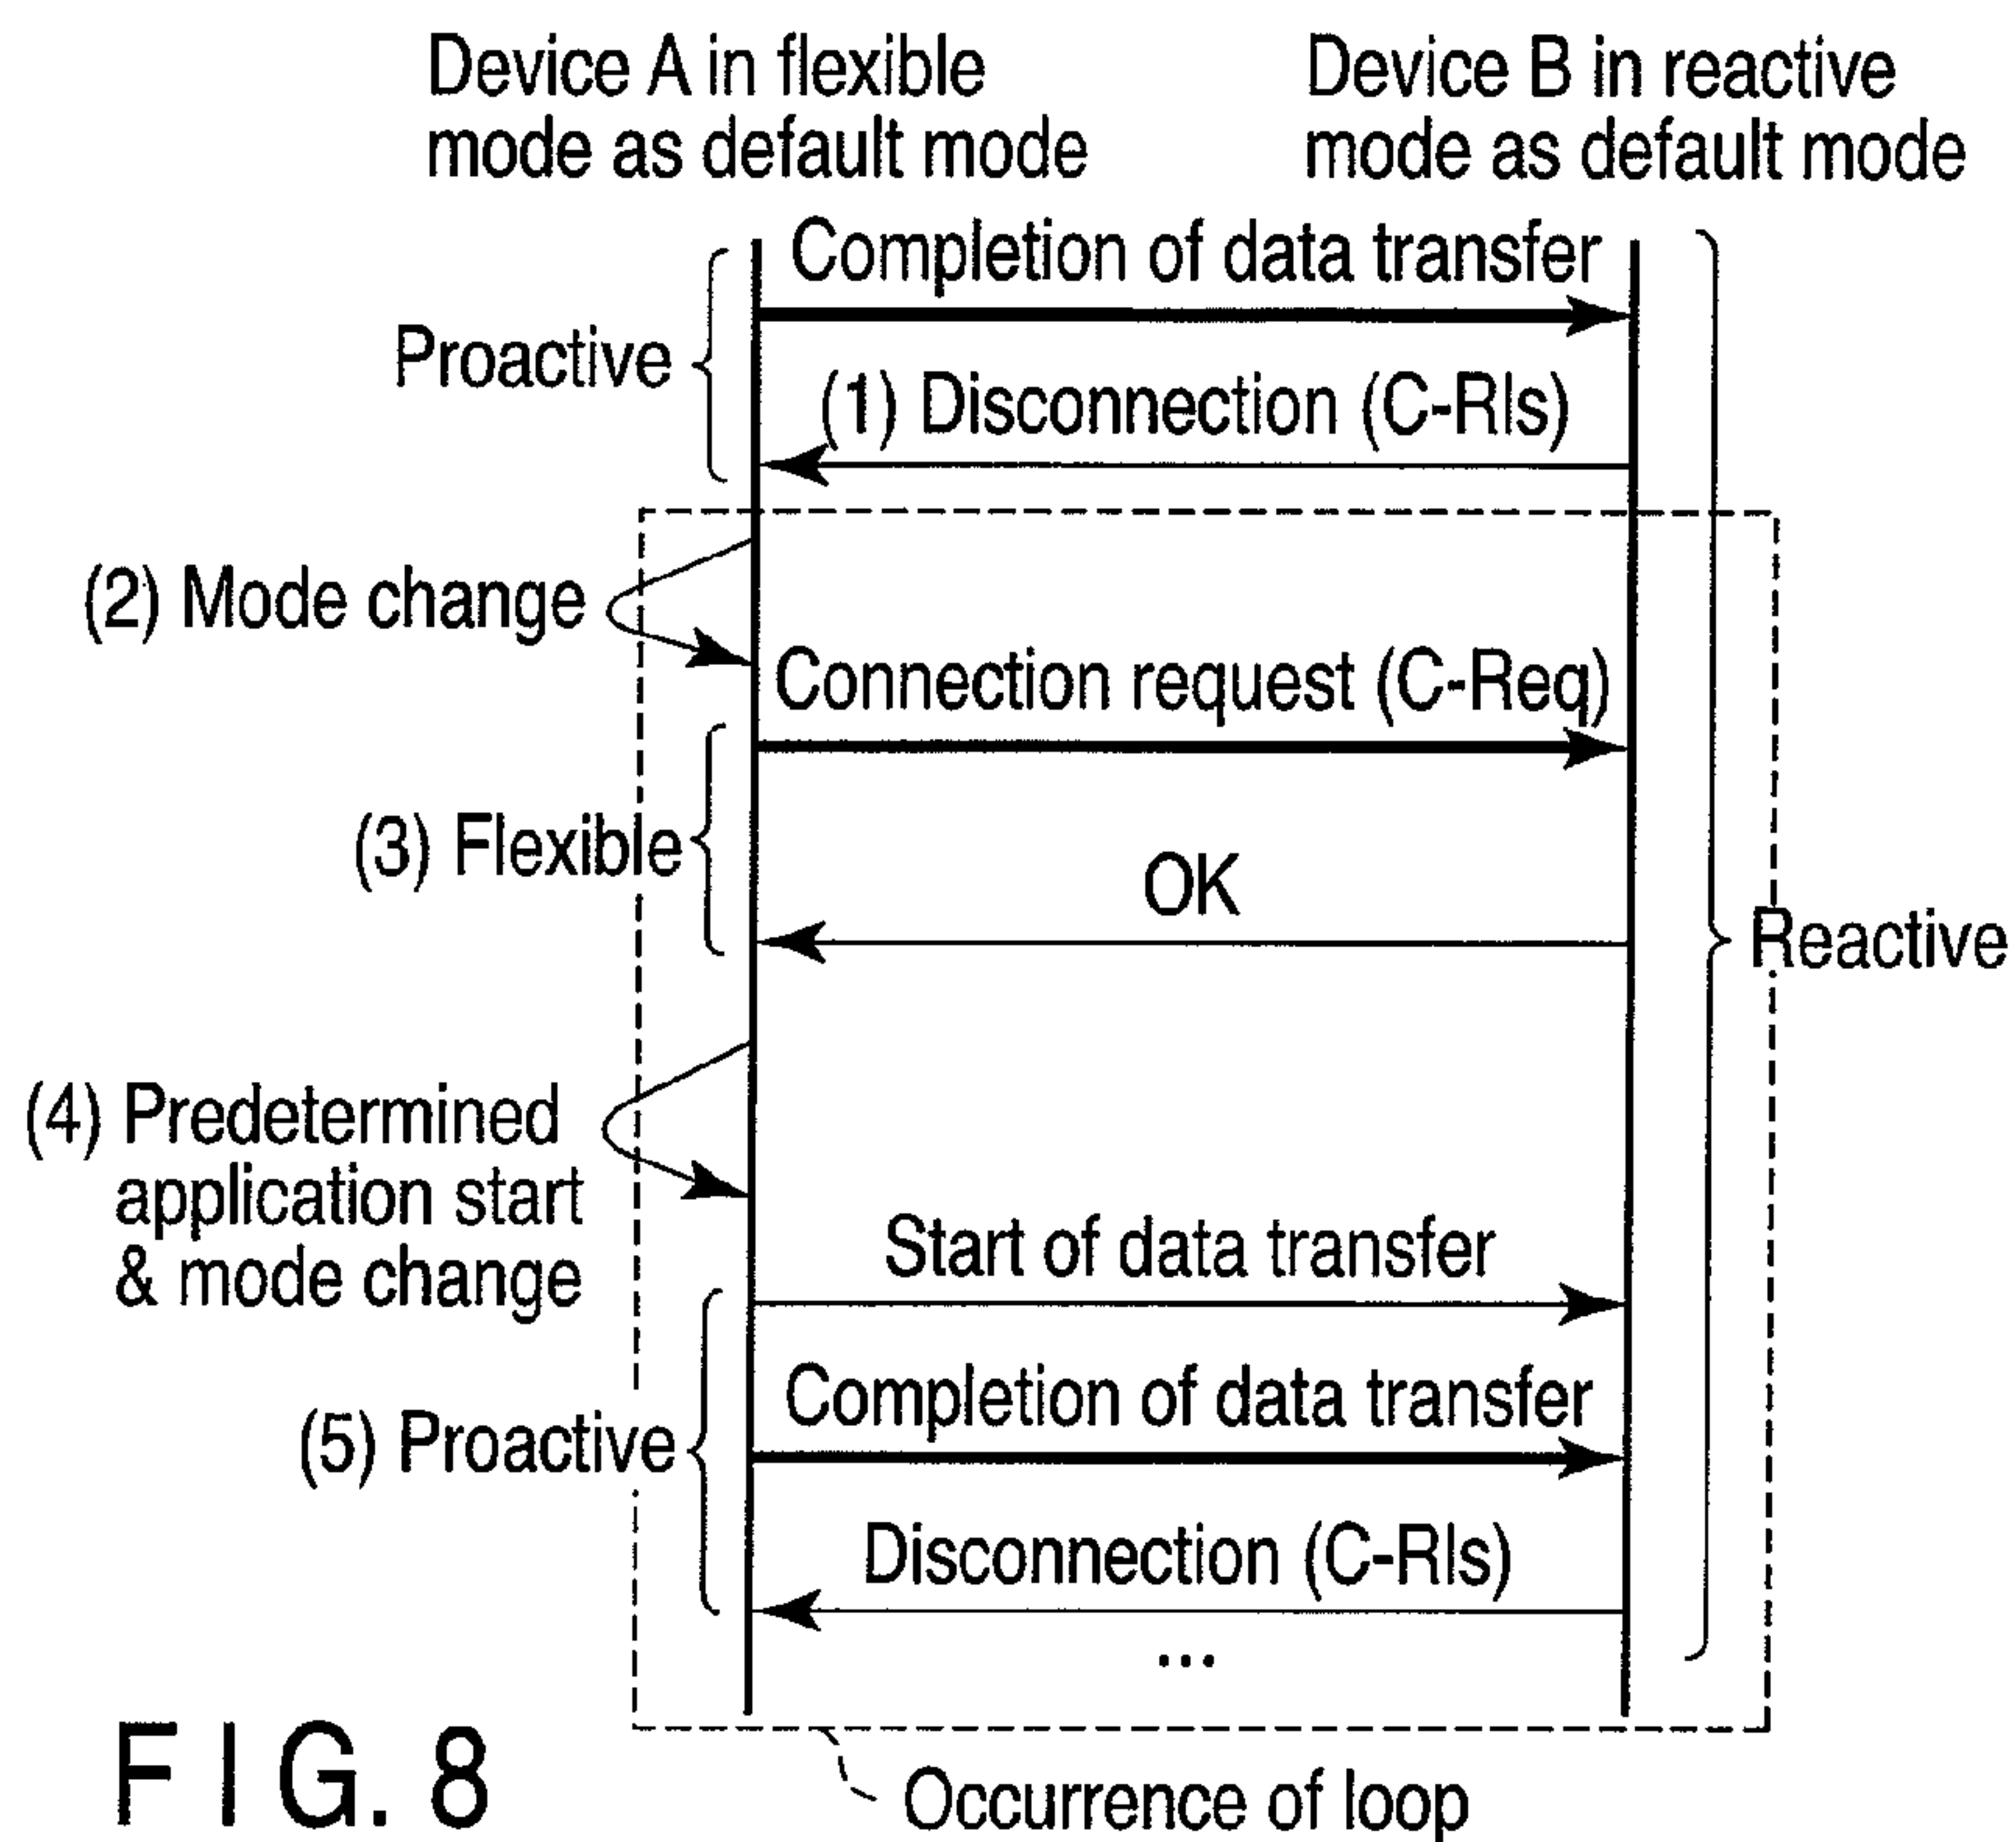 Device A in flexible
mode as default mode
Device B in reactive
mode as default mode
Completion of data transfer
Proactive
(1) Disconnection (C-Rls)
(2) Mode change
Connection request (C-Req)
(3) Flexible
OK
Reactive
(4) Predetermined
application start
& mode change
Start of data transfer
Completion of data transfer
(5) Proactive
Disconnection (C-Rls)
...
Occurrence of loop
FIG. 8